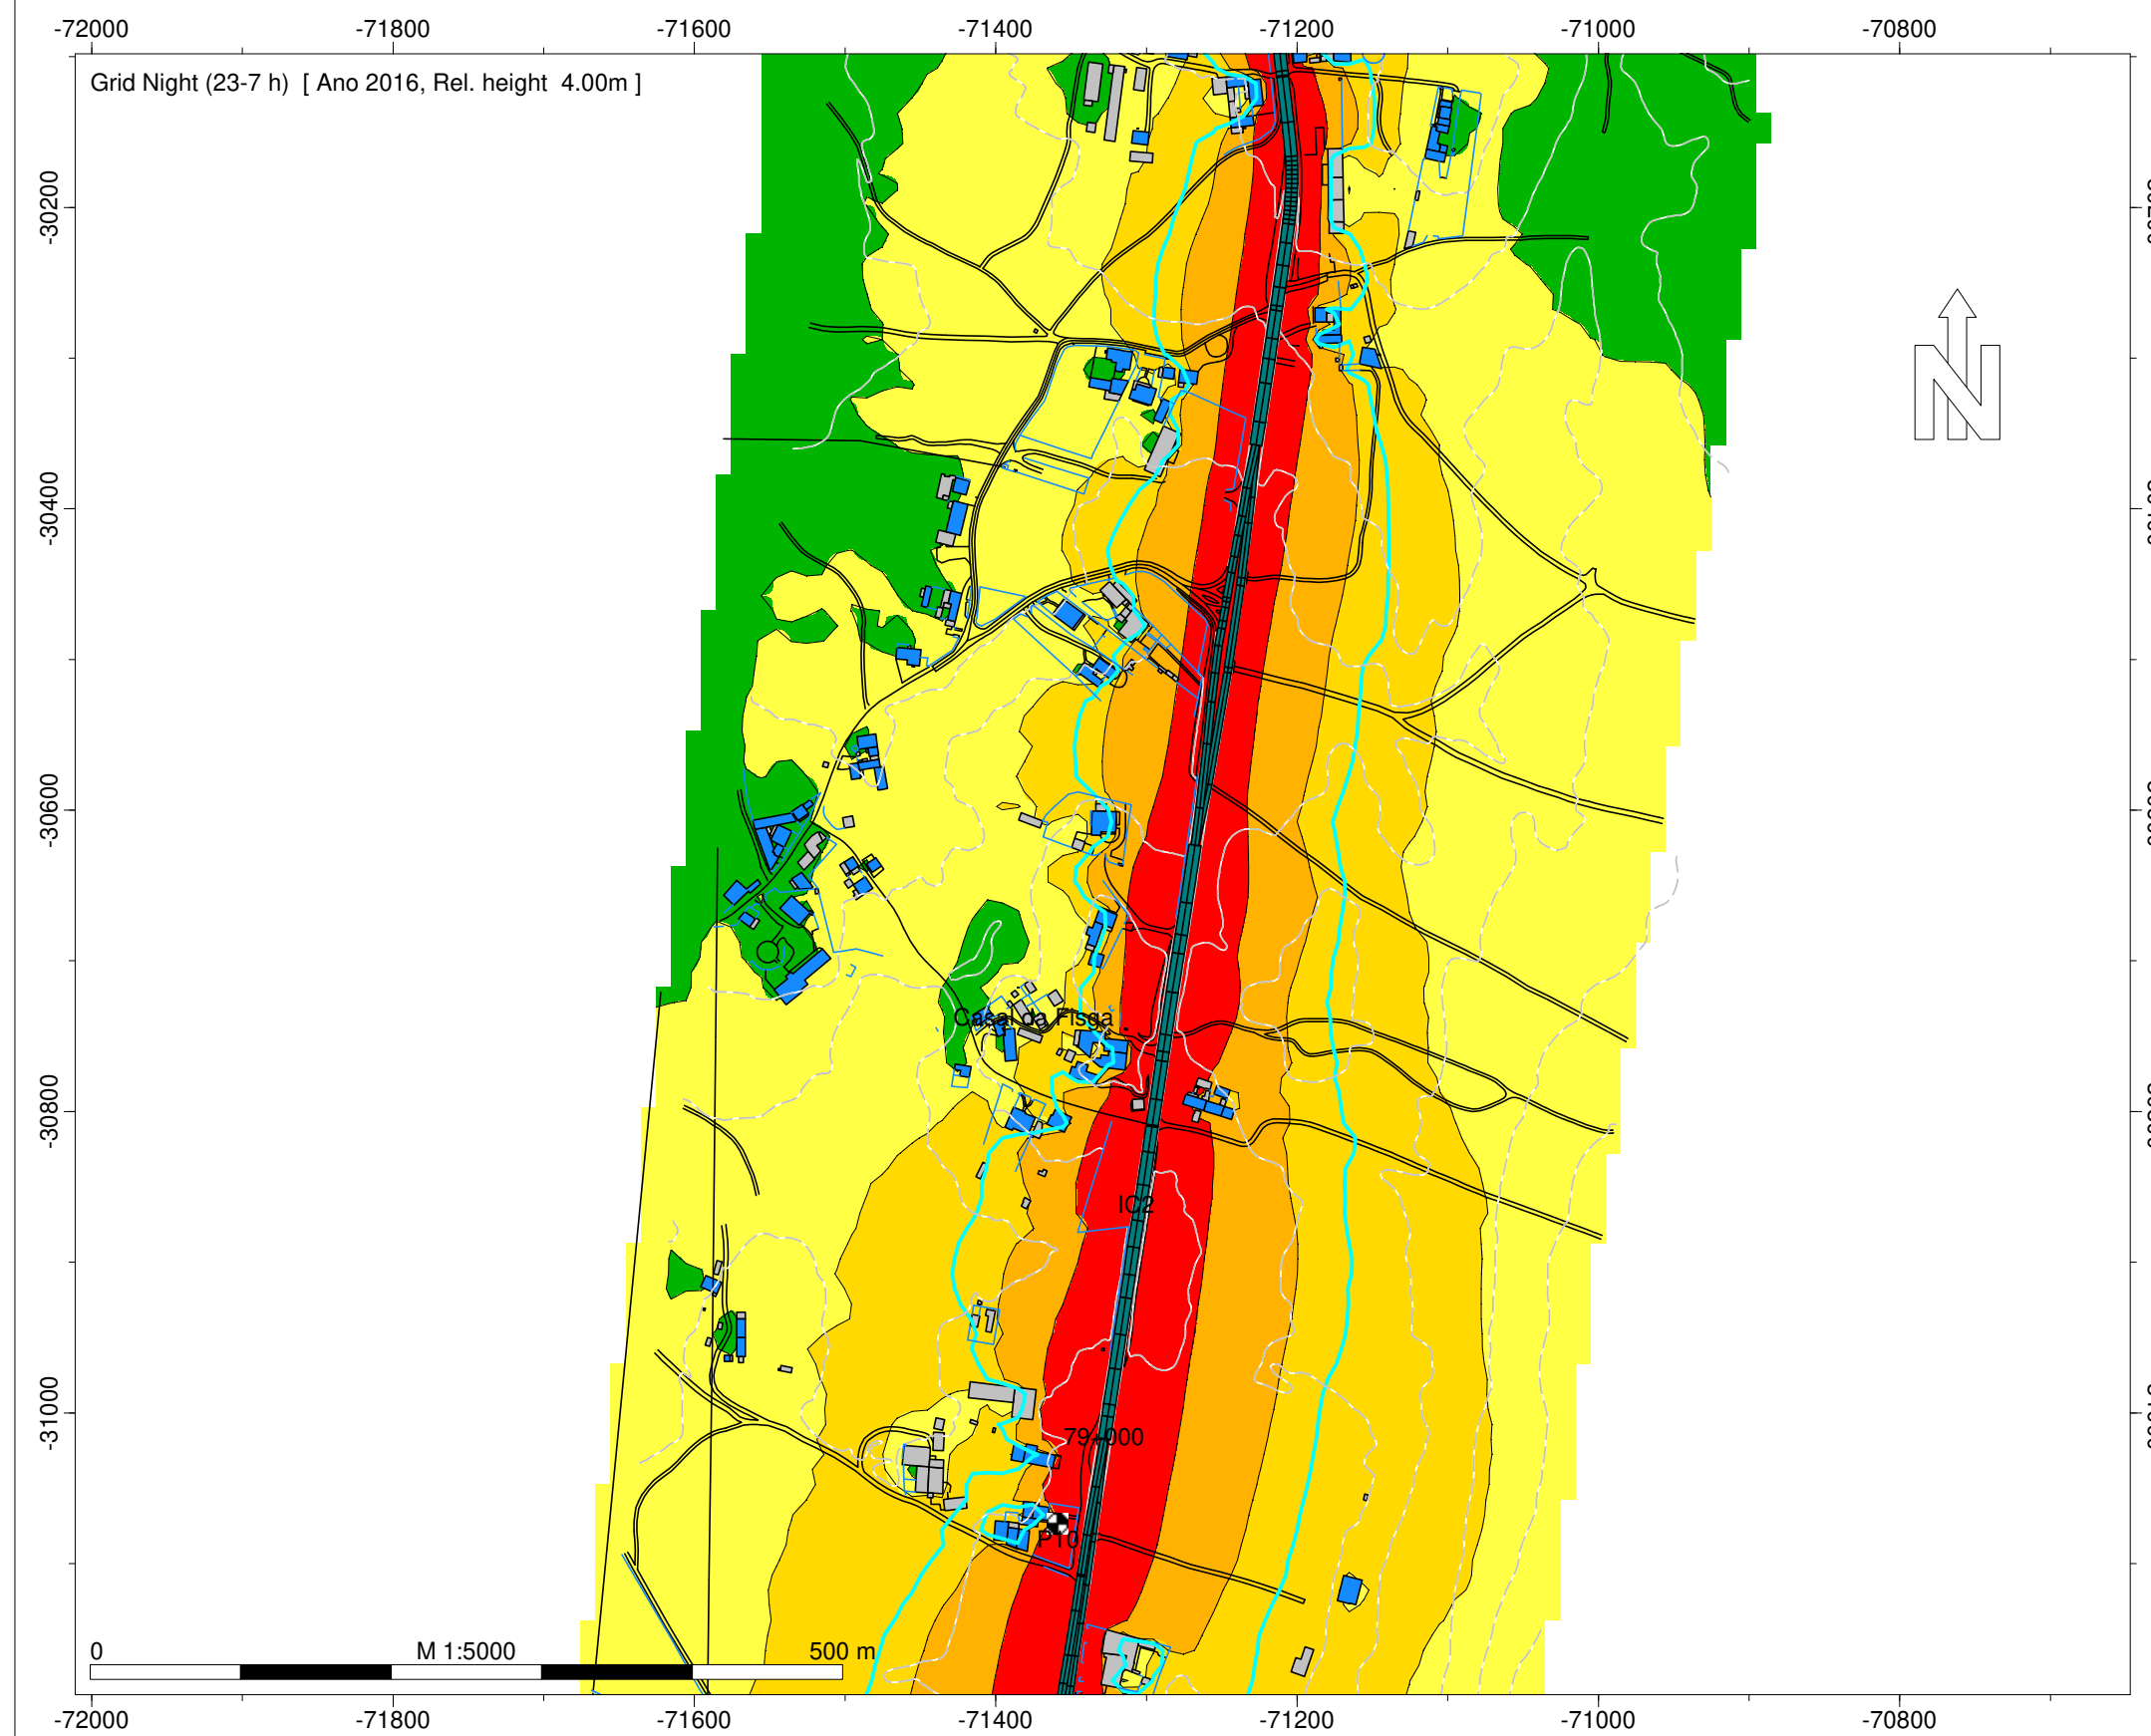 -72000 -71800 -71600 -71400 -71200 -71000 -70800
Grid Night (23-7 h) [ Ano 2016, Rel. height 4.00m ]
-30200
-30400
N
-30600
Casal da Fisga
-30800
IC2
-31000
79+000
P10
0 M 1:5000 500 m
-72000 -71800 -71600 -71400 -71200 -71000 -70800